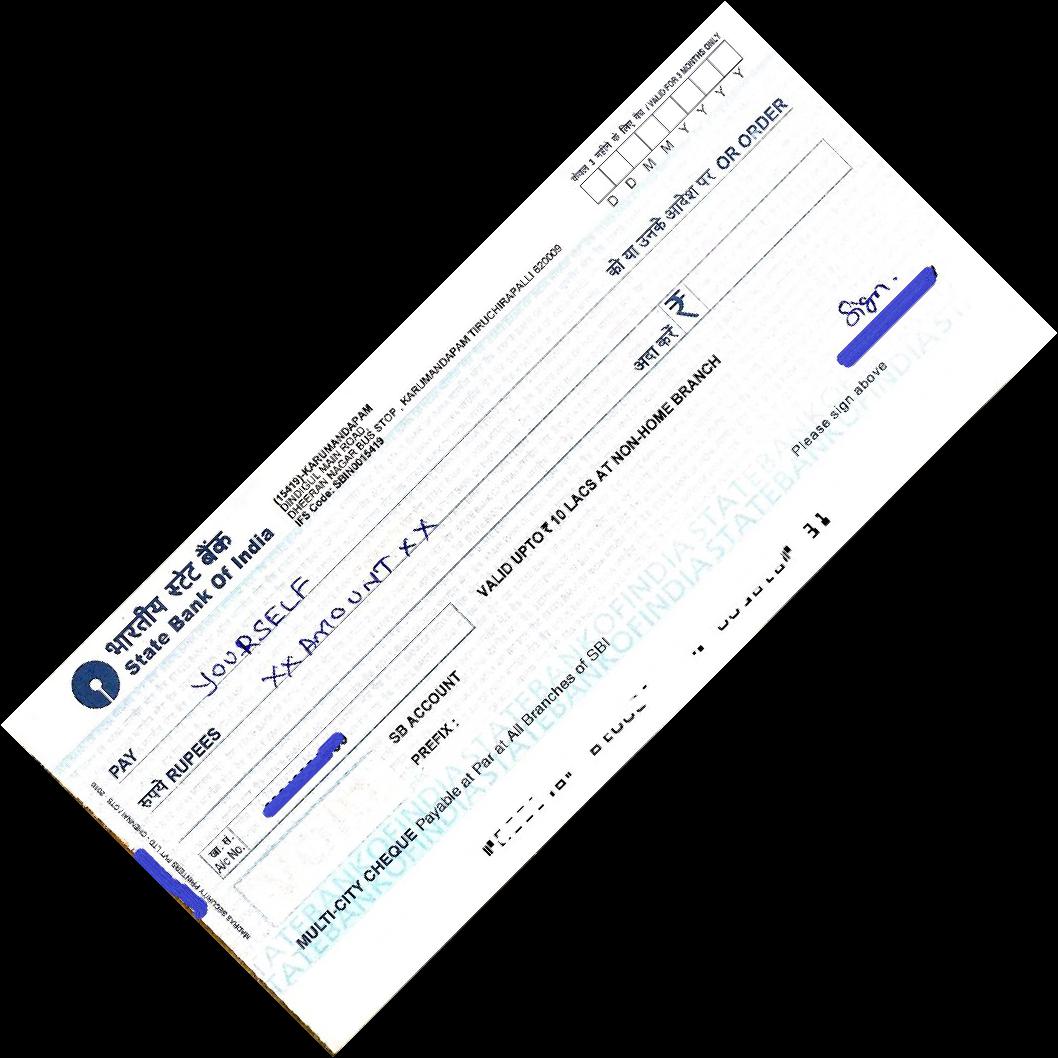 केवल 3 महीने के लिए वैध / VALID FOR 3 MONTHS ONLY
D D M M Y Y Y Y
भारतीय स्टेट बैंक
State Bank Of India
(15419)-KARUMANDAPAM
DINDIGUL MAIN ROAD,
DHEERAN NAGAR BUS STOP , KARUMANDAPAM TIRUCHIRAPALLI 620009
IFS Code: SBIN0015419
PAY YOURSELF को या उनके आदेश पर OR ORDER
रुपये RUPEES XX AMOUNT XX
अदा करें ₹
खा. सं.
A/c No.
VALID UPTO ₹ 10 LACS AT NON-HOME BRANCH
SB ACCOUNT
PREFIX :
Sign.
Please sign above
MULTI-CITY CHEQUE Payable at Par at All Branches of SBI
STATEBANKOFINDIASTATEBANKOFINDIASTATEBANKOFINDIAST
31
MADRAS SECURITY PRINTERS PVT LTD - CHENNAI / CTS 2010